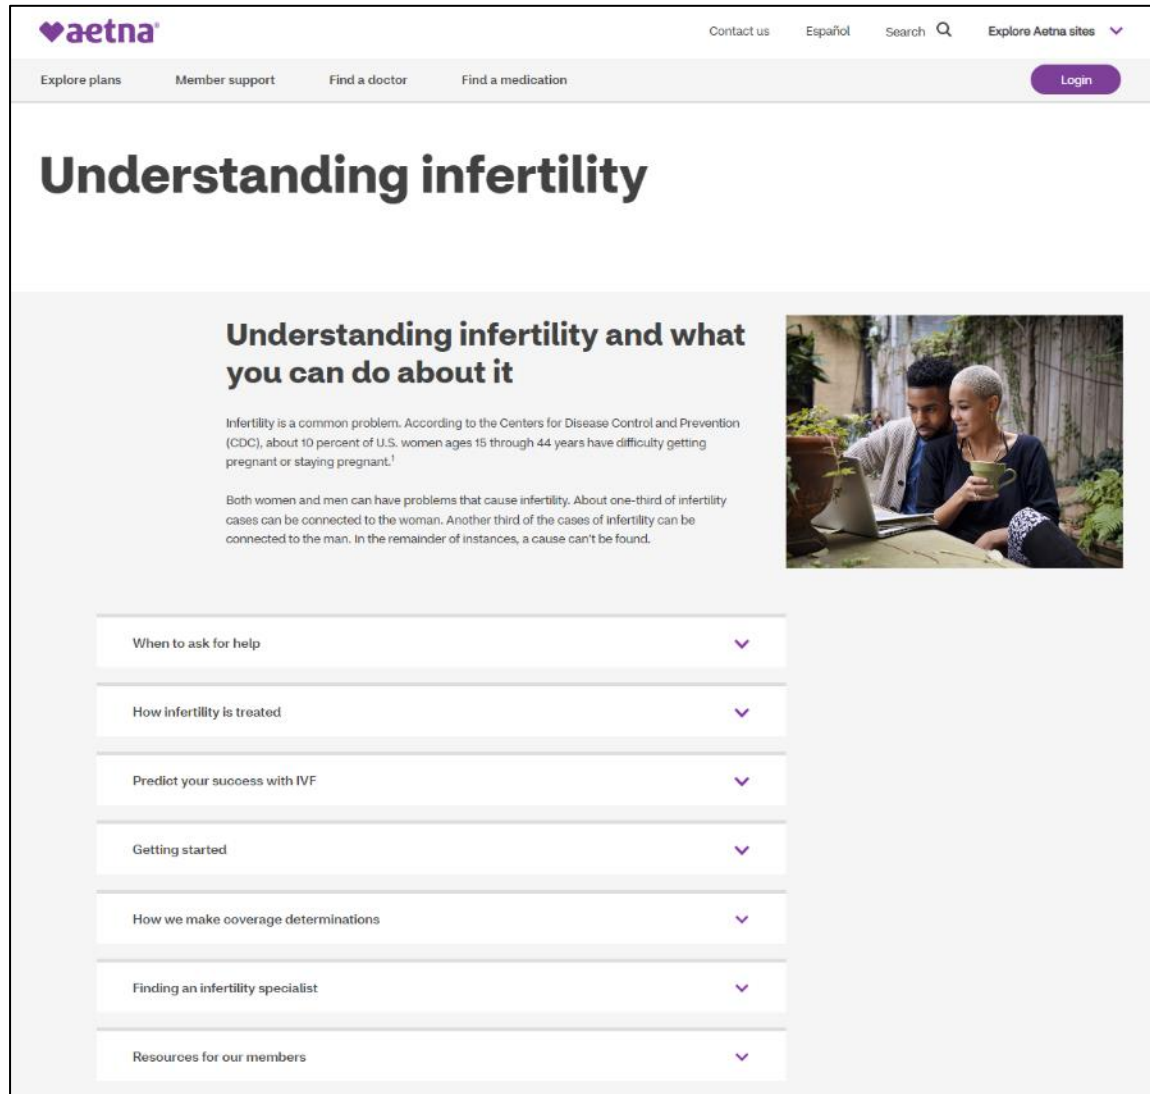 aetna®
Contact us Español Search Explore Aetna sites
Explore plans Member support Find a doctor Find a medication Login
Understanding infertility
Understanding infertility and what
you can do about it
Infertility is a common problem. According to the Centers for Disease Control and Prevention
(CDC), about 10 percent of U.S. women ages 15 through 44 years have difficulty getting
pregnant or staying pregnant.¹
Both women and men can have problems that cause infertility. About one-third of infertility
cases can be connected to the woman. Another third of the cases of infertility can be
connected to the man. In the remainder of instances, a cause can't be found.
When to ask for help
How infertility is treated
Predict your success with IVF
Getting started
How we make coverage determinations
Finding an infertility specialist
Resources for our members